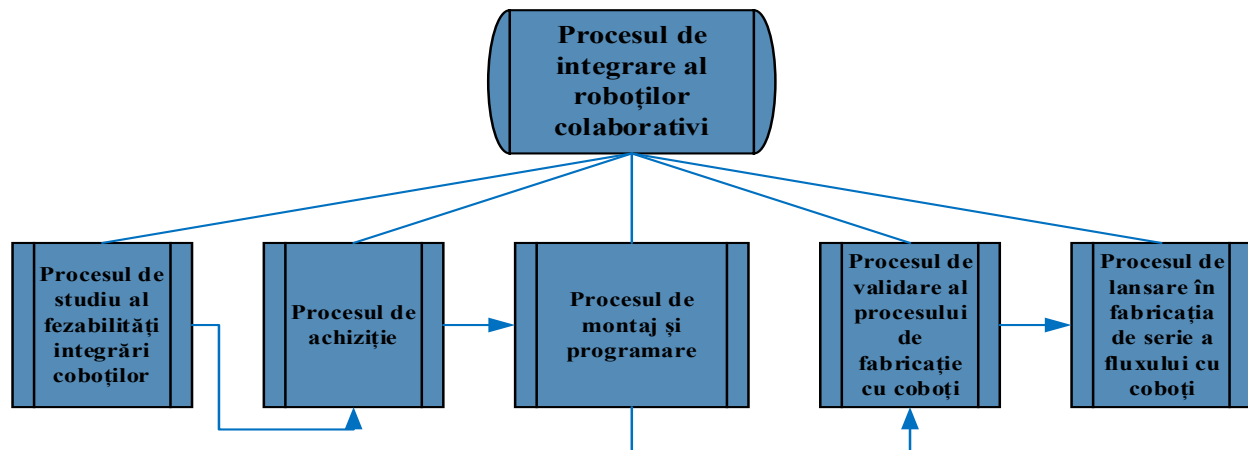 Procesul de
integrare al
roboților
colaborativi
Procesul de
studiu al
fezabilități
integrări
coboților
Procesul de
achiziție
Procesul de
montaj și
programare
Procesul de
validare al
procesului
de
fabricație
cu coboți
Procesul de
lansare în
fabricația
de serie a
fluxului cu
coboți